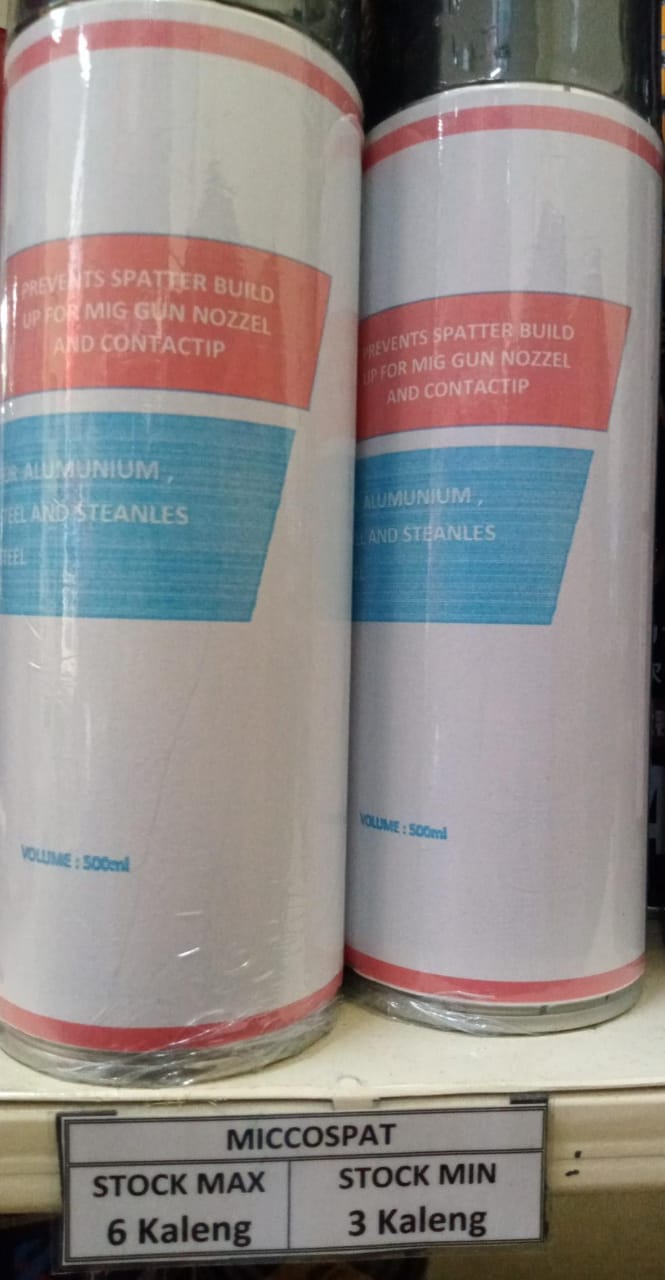 PREVENTS SPATTER BUILD
UP FOR MIG GUN NOZZEL
AND CONTACTIP
ALUMUNIUM ,
AND STEANLES
VOLUME : 500ml
PREVENTS SPATTER BUILD
UP FOR MIG GUN NOZZEL
AND CONTACTIP
ALUMUNIUM ,
AND STEANLES
VOLUME : 500ml
MICCOSPAT
STOCK MAX
6 Kaleng
STOCK MIN
3 Kaleng